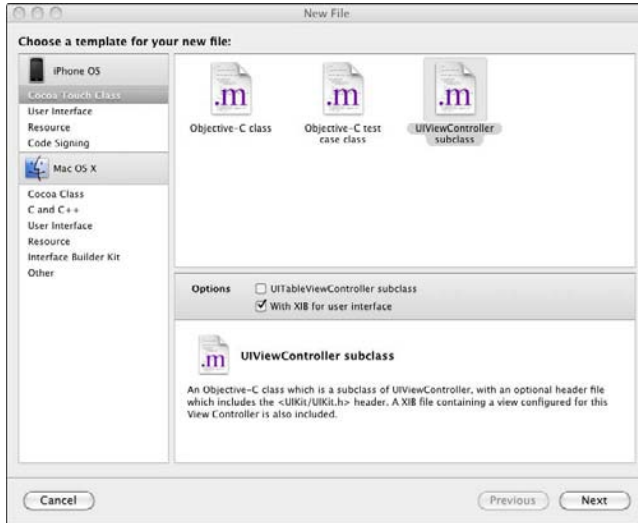 New File
Choose a template for your new file:
iPhone OS
Cocoa Touch Class
User Interface
Resource
Code Signing
Mac OS X
Cocoa Class
C and C++
User Interface
Resource
Interface Builder Kit
Other
.m
.m
.m
Objective-C class
Objective-C test
case class
UIViewController
subclass
Options
UITableViewController subclass
With XIB for user interface
.m
UIViewController subclass
An Objective-C class which is a subclass of UIViewController, with an optional header file
which includes the <UIKit/UIKit.h> header. A XIB file containing a view configured for this
View Controller is also included.
Cancel
Previous
Next